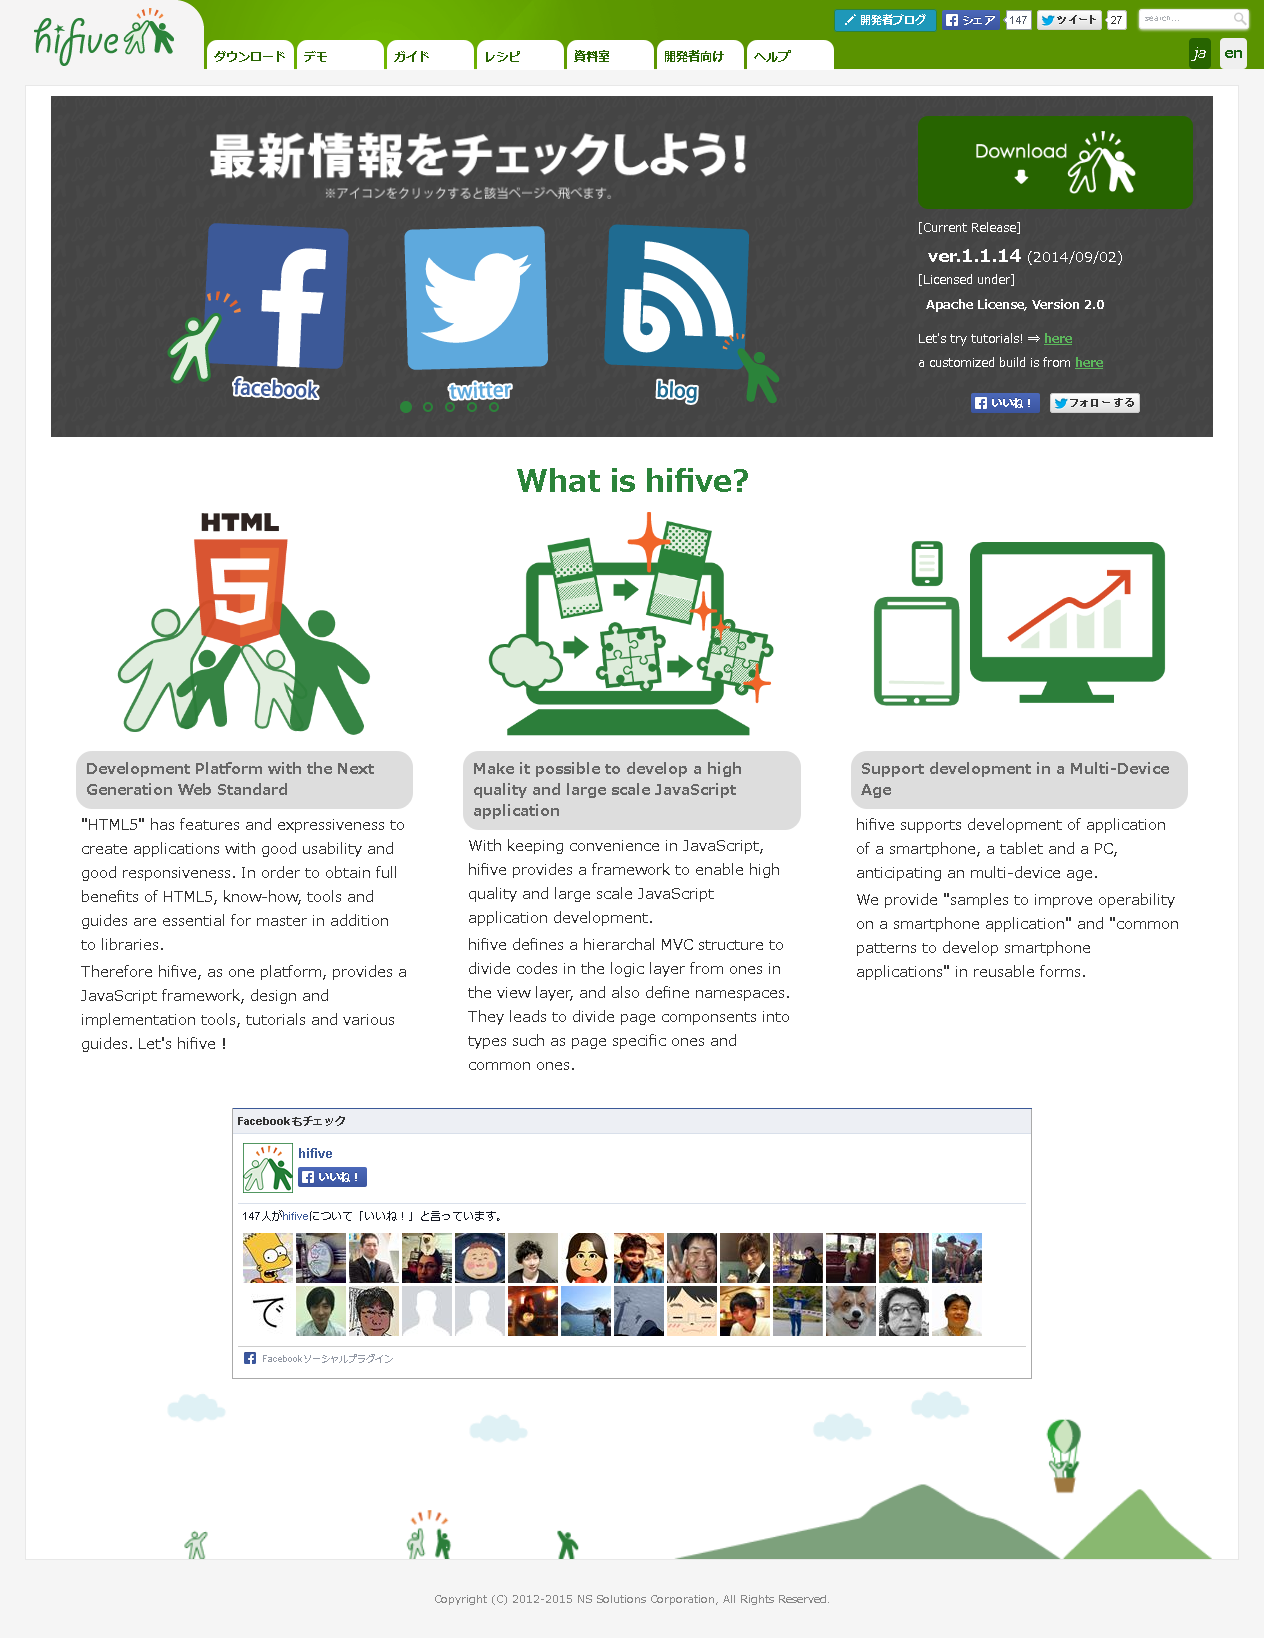 hifive
開発者ブログ
シェア
147
ツイート
27
search...
ダウンロード
デモ
ガイド
レシピ
資料室
開発者向け
ヘルプ
ja
en
最新情報をチェックしよう!
※アイコンをクリックすると該当ページへ飛べます。
facebook
twitter
blog
Download
[Current Release]
ver.1.1.14 (2014/09/02)
[Licensed under]
Apache License, Version 2.0
Let's try tutorials! ⇒ here
a customized build is from here
いいね！
フォローする
What is hifive?
HTML
5
Development Platform with the Next
Generation Web Standard
"HTML5" has features and expressiveness to
create applications with good usability and
good responsiveness. In order to obtain full
benefits of HTML5, know-how, tools and
guides are essential for master in addition
to libraries.
Therefore hifive, as one platform, provides a
JavaScript framework, design and
implementation tools, tutorials and various
guides. Let's hifive !
Make it possible to develop a high
quality and large scale JavaScript
application
With keeping convenience in JavaScript,
hifive provides a framework to enable high
quality and large scale JavaScript
application development.
hifive defines a hierarchal MVC structure to
divide codes in the logic layer from ones in
the view layer, and also define namespaces.
They leads to divide page components into
types such as page specific ones and
common ones.
Support development in a Multi-Device
Age
hifive supports development of application
of a smartphone, a tablet and a PC,
anticipating an multi-device age.
We provide "samples to improve operability
on a smartphone application" and "common
patterns to develop smartphone
applications" in reusable forms.
Facebookもチェック
hifive
いいね！
147人がhifiveについて「いいね！」と言っています。
で
Facebookソーシャルプラグイン
Copyright (C) 2012-2015 NS Solutions Corporation, All Rights Reserved.